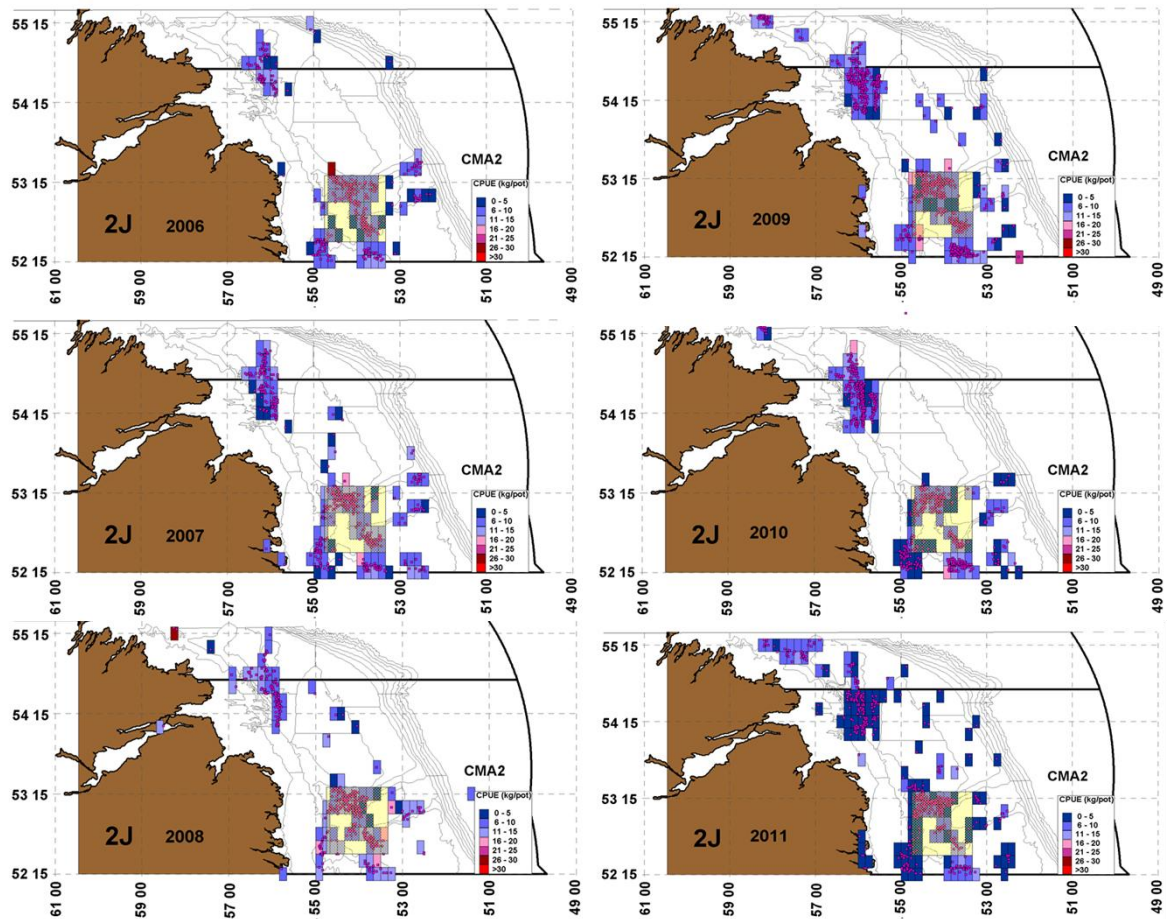 55 15
54 15
53 15
52 15
CMA2
CPUE (kg/pot)
0 - 5
6 - 10
11 - 15
16 - 20
21 - 25
26 - 30
>30
2J 2006
61 00
59 00
57 00
55 00
53 00
51 00
49 00
55 15
54 15
53 15
52 15
CMA2
CPUE (kg/pot)
0 - 5
6 - 10
11 - 15
16 - 20
21 - 25
26 - 30
>30
2J 2009
61 00
59 00
57 00
55 00
53 00
51 00
49 00
55 15
54 15
53 15
52 15
CMA2
CPUE (kg/pot)
0 - 5
6 - 10
11 - 15
16 - 20
21 - 25
26 - 30
>30
2J 2007
61 00
59 00
57 00
55 00
53 00
51 00
49 00
55 15
54 15
53 15
52 15
CMA2
CPUE (kg/pot)
0 - 5
6 - 10
11 - 15
16 - 20
21 - 25
26 - 30
>30
2J 2010
61 00
59 00
57 00
55 00
53 00
51 00
49 00
55 15
54 15
53 15
52 15
CMA2
CPUE (kg/pot)
0 - 5
6 - 10
11 - 15
16 - 20
21 - 25
26 - 30
>30
2J 2008
61 00
59 00
57 00
55 00
53 00
51 00
49 00
55 15
54 15
53 15
52 15
CMA2
CPUE (kg/pot)
0 - 5
6 - 10
11 - 15
16 - 20
21 - 25
26 - 30
>30
2J 2011
61 00
59 00
57 00
55 00
53 00
51 00
49 00